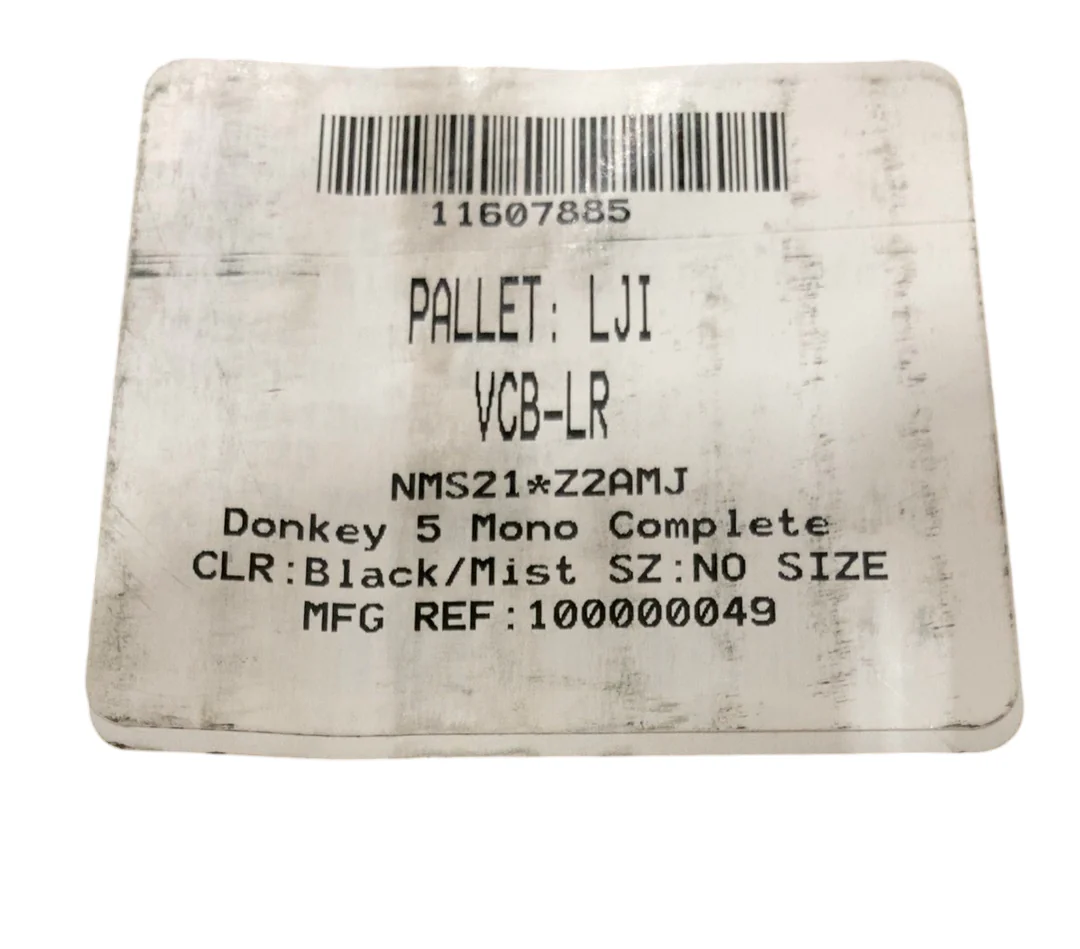 11607885
PALLET: LJI
VCB-LR
NMS21*Z2AMJ
Donkey 5 Mono Complete
CLR:Black/Mist SZ:NO SIZE
MFG REF:100000049